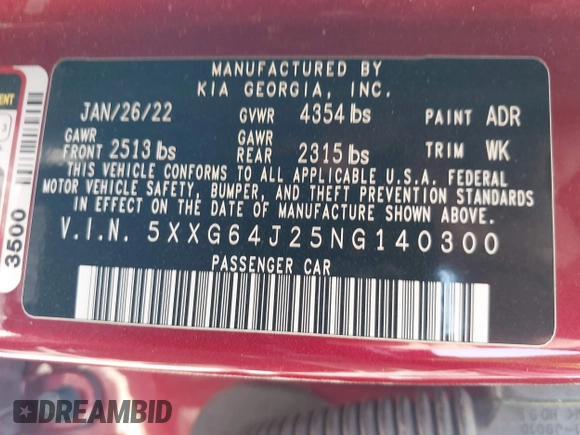 MANUFACTURED BY
KIA GEORGIA, INC.
JAN/26/22 GVWR 4354 lbs PAINT ADR
GAWR FRONT 2513 lbs GAWR REAR 2315 lbs TRIM WK
THIS VEHICLE CONFORMS TO ALL APPLICABLE U.S.A. FEDERAL
MOTOR VEHICLE SAFETY, BUMPER, AND THEFT PREVENTION STANDARDS
IN EFFECT ON THE DATE OF MANUFACTURE SHOWN ABOVE.
V.I.N. 5XXG64J25NG140300
PASSENGER CAR
3500
DREAMBID